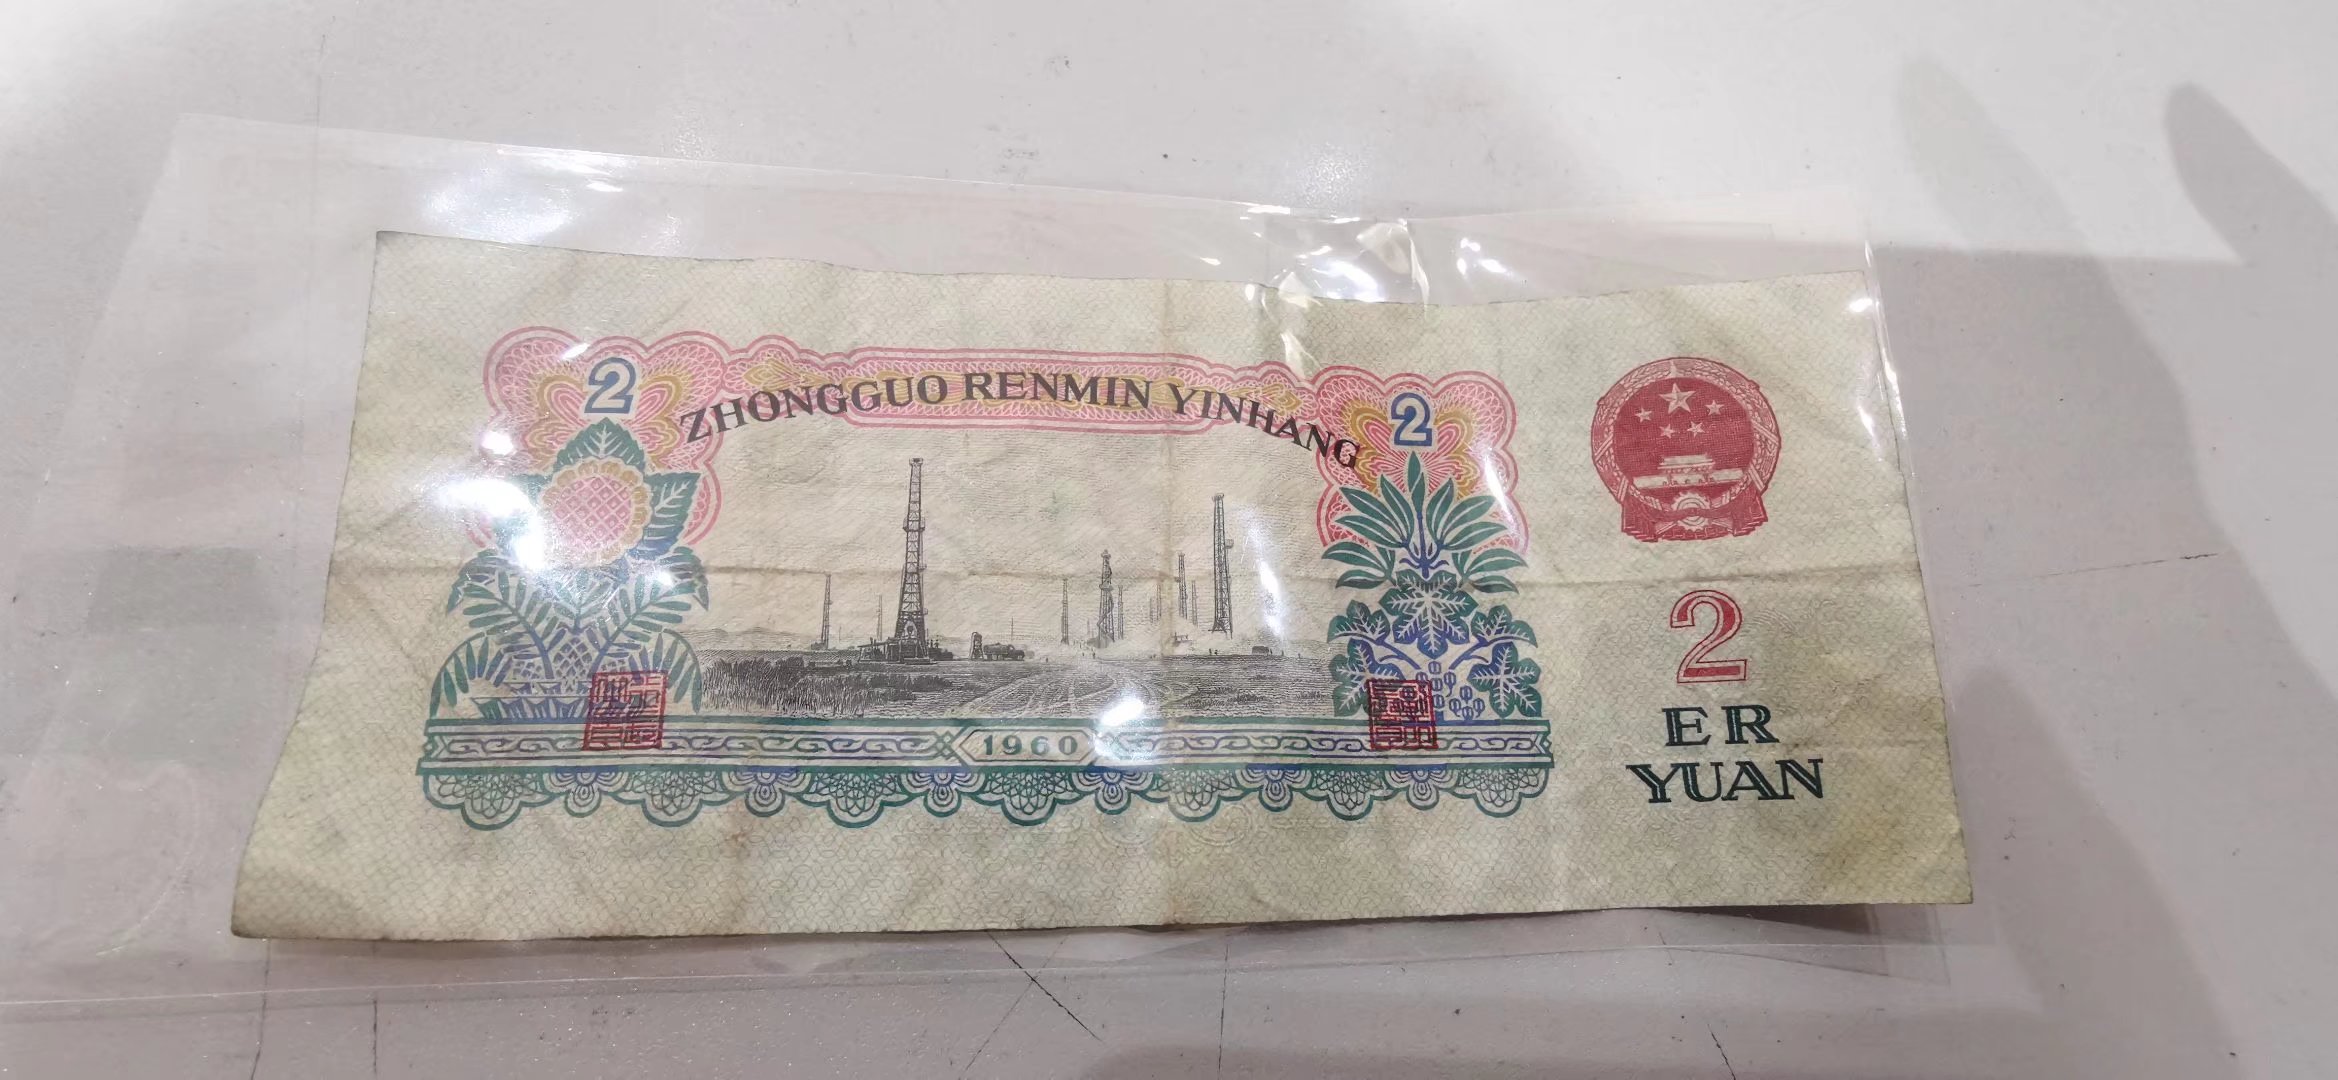 2
ZHONGGUO RENMIN YINHANG
2
1960
2
ER
YUAN